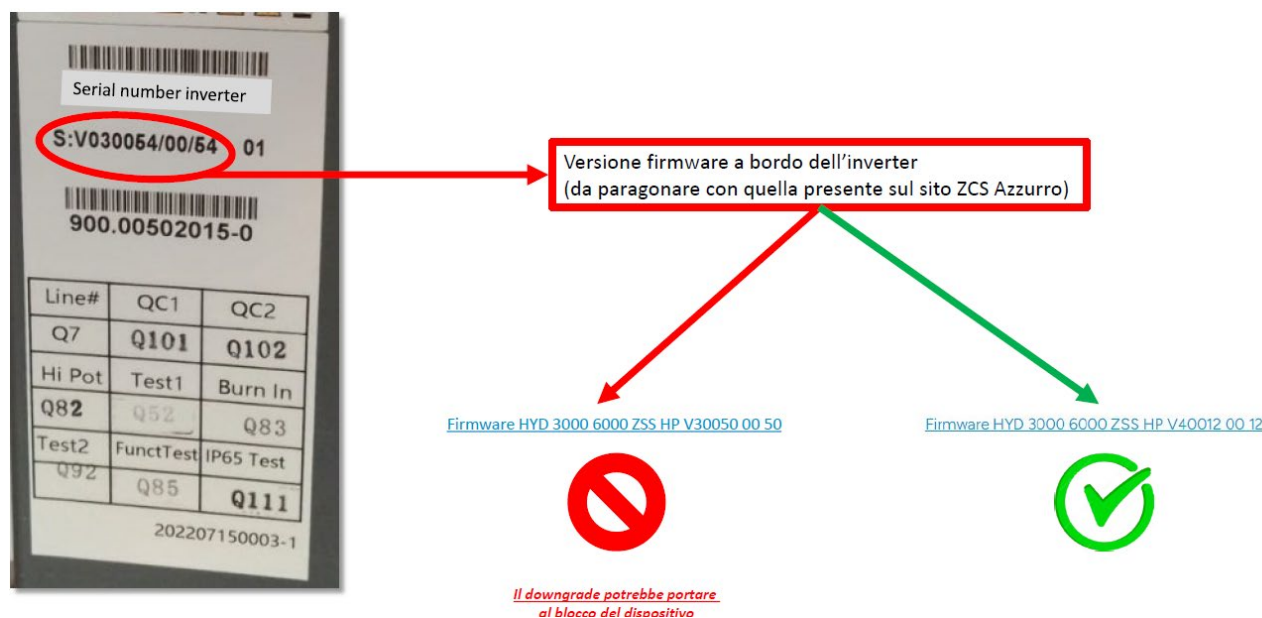 Serial number inverter
S:V030054/00/54 01
900.00502015-0
Line# QC1 QC2
Q7 Q101 Q102
Hi Pot Test1 Burn In
Q82 Q52 Q83
Test2 FunctTest IP65 Test
Q92 Q85 Q111
202207150003-1
Versione firmware a bordo dell'inverter
(da paragonare con quella presente sul sito ZCS Azzurro)
Firmware HYD 3000 6000 ZSS HP V30050 00 50
Firmware HYD 3000 6000 ZSS HP V40012 00 12
Il downgrade potrebbe portare
al blocco del dispositivo